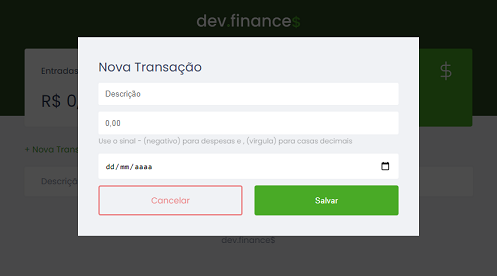 dev.finance$
Entradas
$
R$ 0,
Nova Transação
Descrição
0,00
Use o sinal - (negativo) para despesas e , (vírgula) para casas decimais
dd/mm/aaaa
Cancelar
Salvar
+ Nova Trans
Descrição
dev.finance$